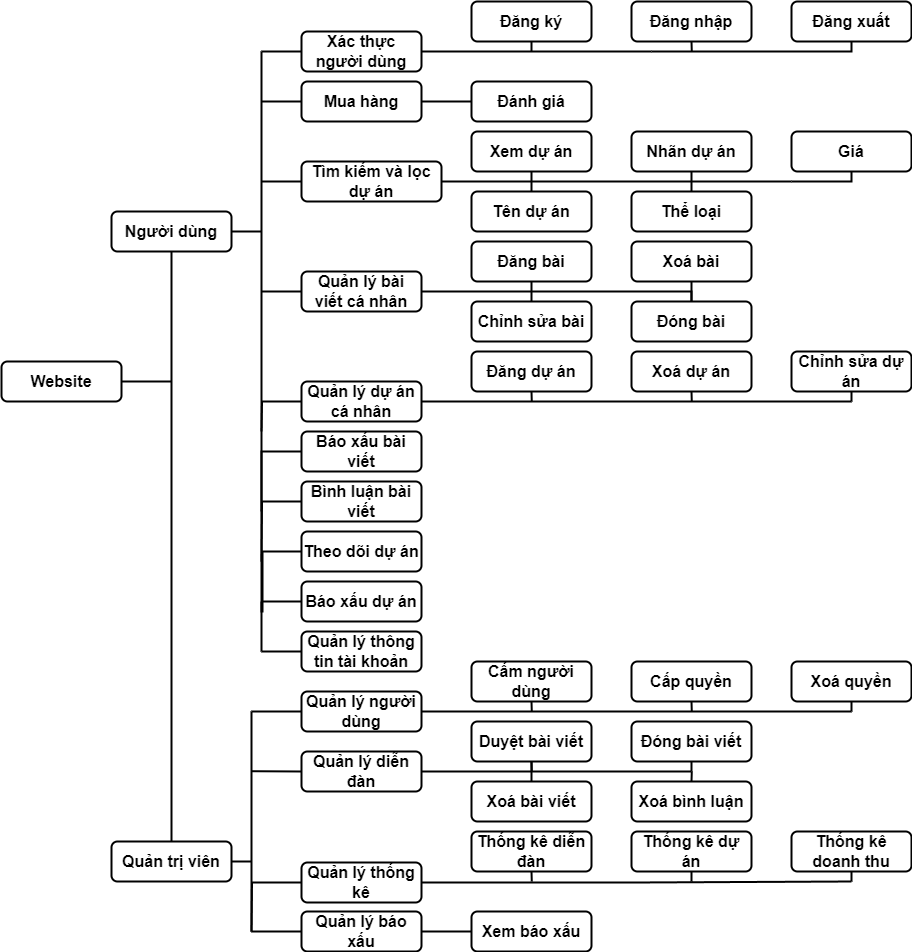 Đăng ký
Đăng nhập
Đăng xuất
Xác thực
người dùng
Mua hàng
Đánh giá
Xem dự án
Nhãn dự án
Giá
Tìm kiếm và lọc
dự án
Tên dự án
Thể loại
Người dùng
Đăng bài
Xoá bài
Quản lý bài
viết cá nhân
Chỉnh sửa bài
Đóng bài
Website
Đăng dự án
Xoá dự án
Chỉnh sửa dự
án
Quản lý dự án
cá nhân
Báo xấu bài
viết
Bình luận bài
viết
Theo dõi dự án
Báo xấu dự án
Quản lý thông
tin tài khoản
Cấm người
dùng
Cấp quyền
Xoá quyền
Quản lý người
dùng
Duyệt bài viết
Đóng bài viết
Quản lý diễn
đàn
Xoá bài viết
Xoá bình luận
Quản trị viên
Thống kê diễn
đàn
Thống kê dự
án
Thống kê
doanh thu
Quản lý thống
kê
Quản lý báo
xấu
Xem báo xấu